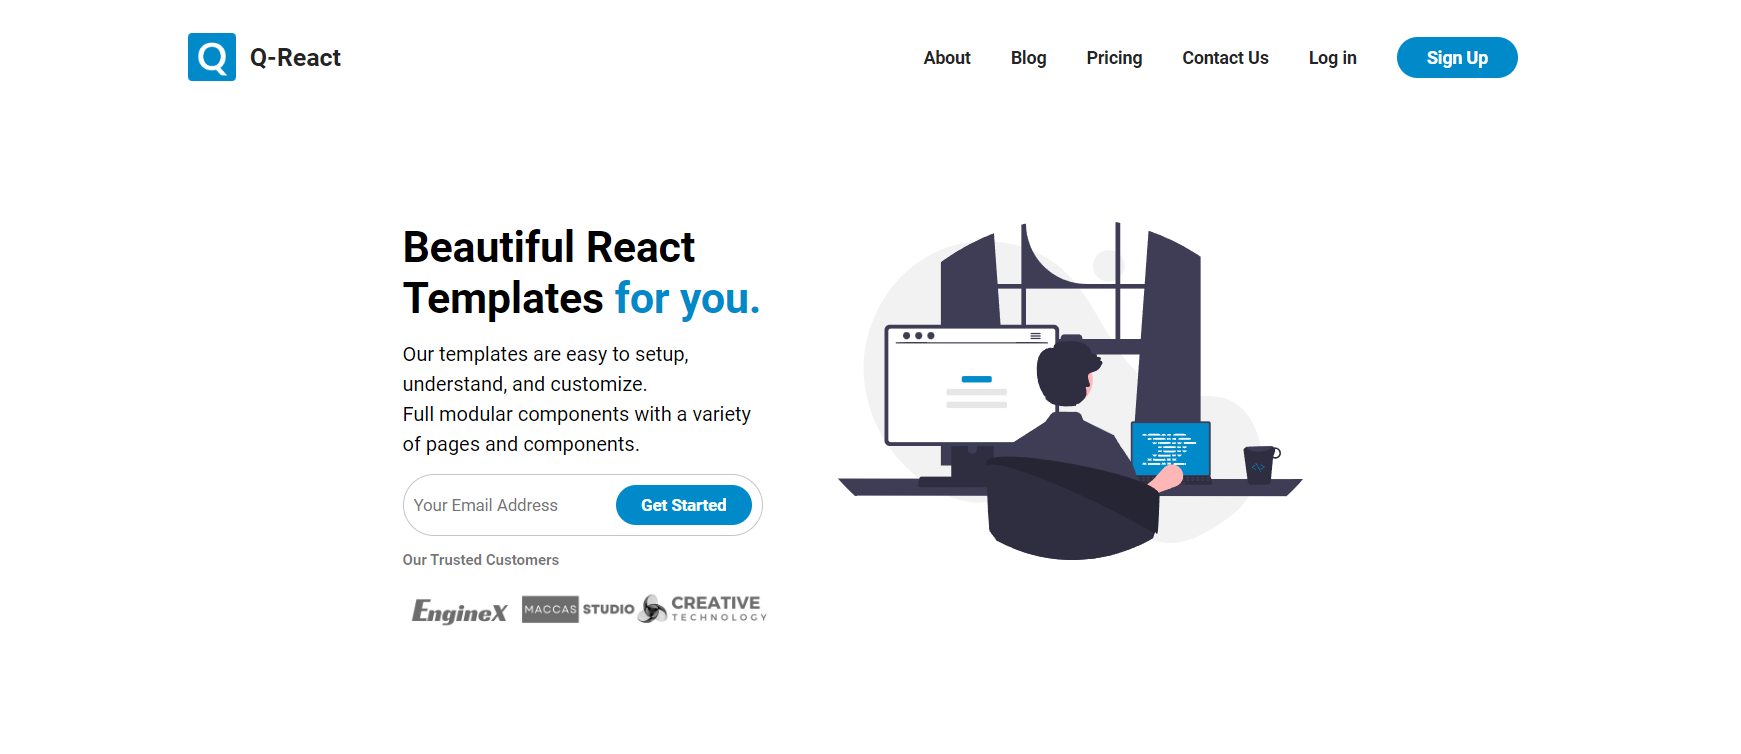 Q Q-React
About Blog Pricing Contact Us Log in Sign Up
Beautiful React
Templates for you.
Our templates are easy to setup,
understand, and customize.
Full modular components with a variety
of pages and components.
Your Email Address Get Started
Our Trusted Customers
EngineX MACCAS STUDIO CREATIVE
TECHNOLOGY